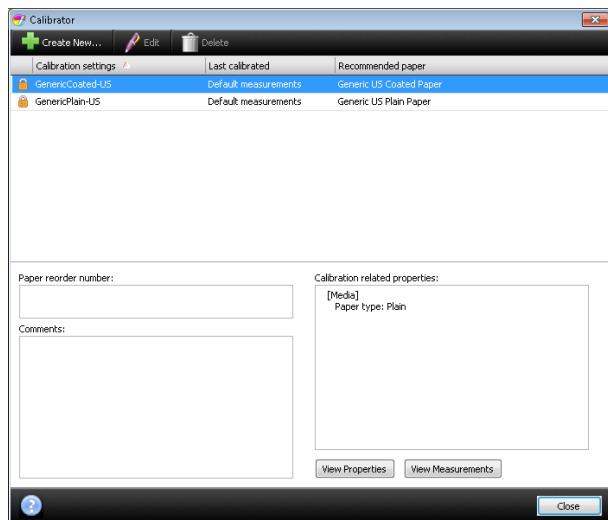 Calibrator
Create New... Edit Delete
Calibration settings Last calibrated Recommended paper
GenericCoated-US Default measurements Generic US Coated Paper
GenericPlain-US Default measurements Generic US Plain Paper
Paper reorder number: Calibration related properties:
[Media]
Paper type: Plain
Comments:
View Properties View Measurements
? Close